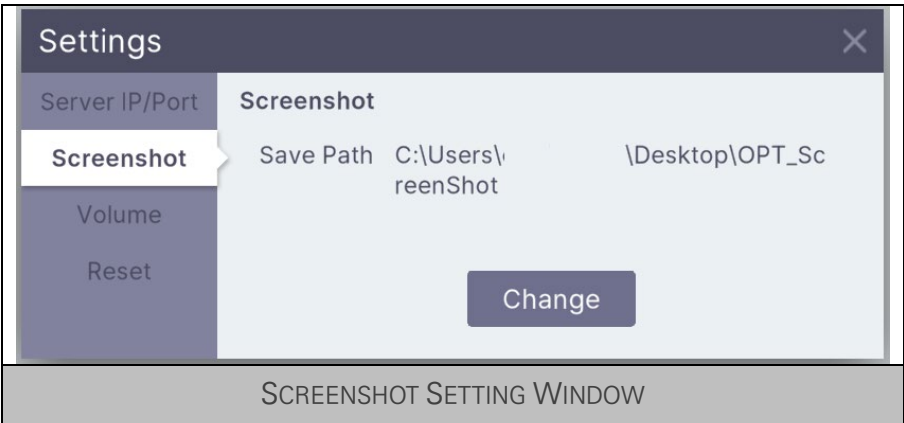 Settings
Server IP/Port
Screenshot
Volume
Reset
Screenshot
Save Path C:\Users\ \Desktop\OPT_Sc
reenShot
Change
SCREENSHOT SETTING WINDOW